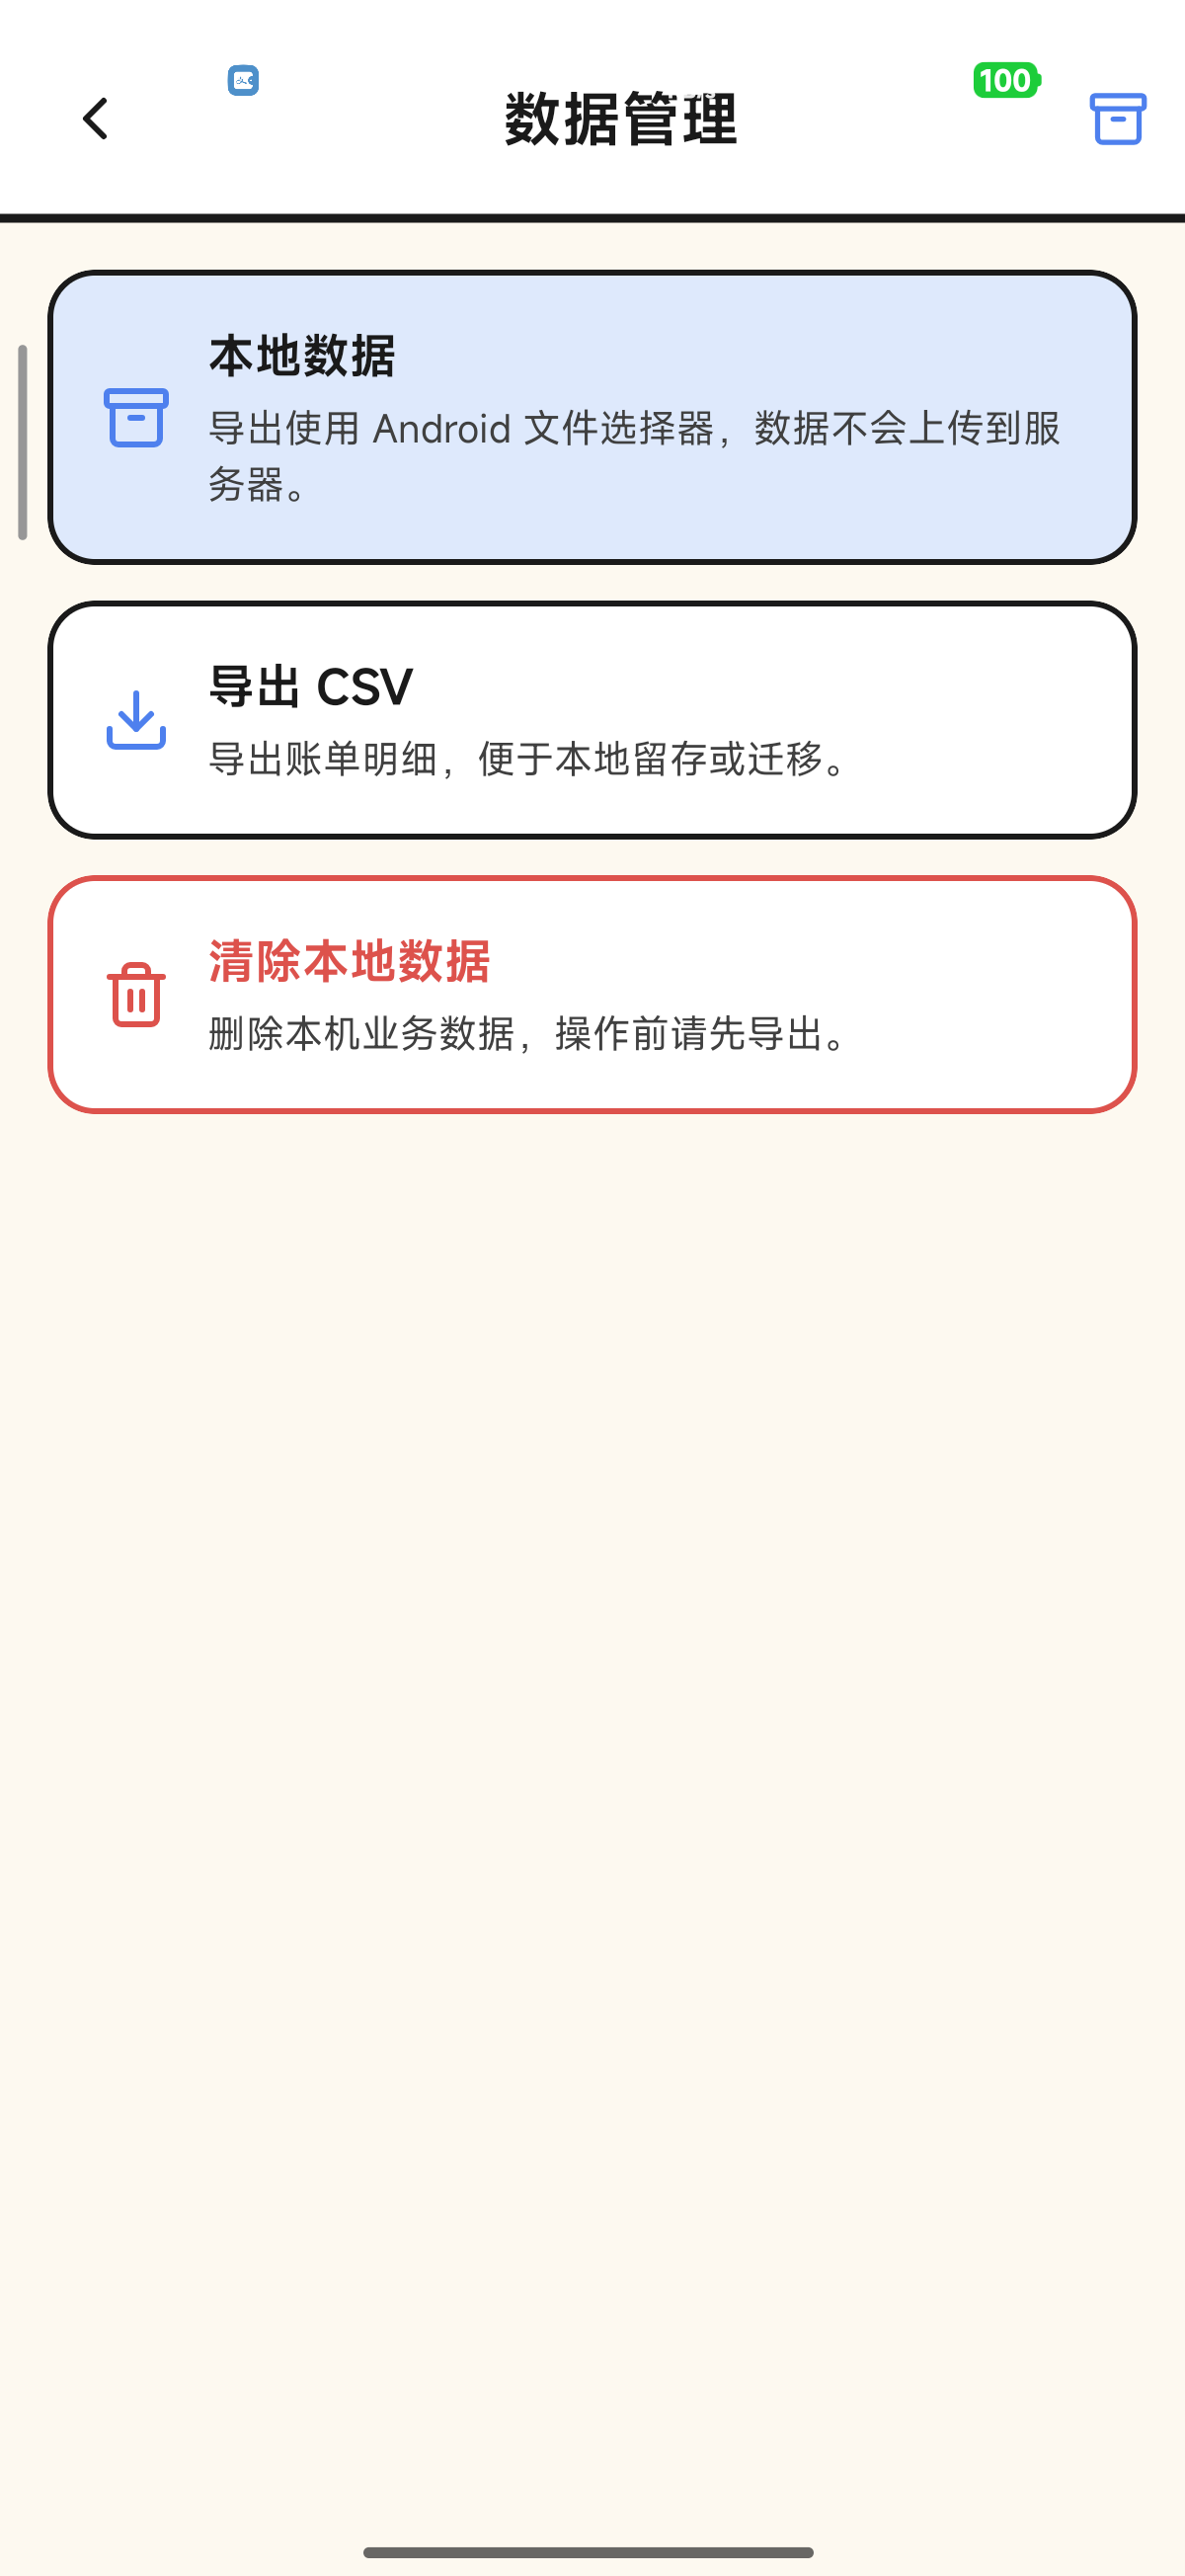 100
数据管理
本地数据
导出使用 Android 文件选择器，数据不会上传到服
务器。
导出 CSV
导出账单明细，便于本地留存或迁移。
清除本地数据
删除本机业务数据，操作前请先导出。